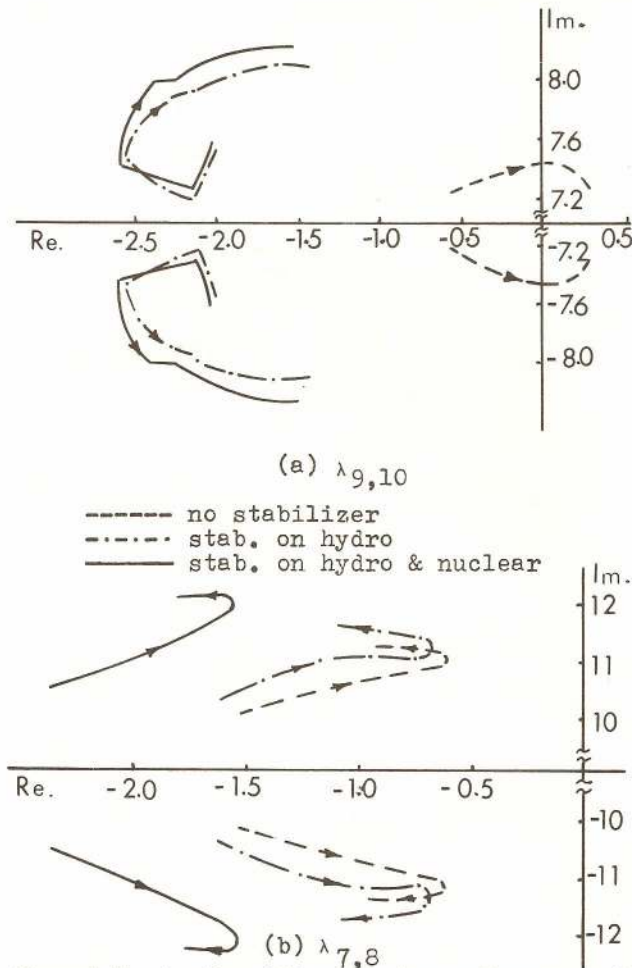 Im.
8.0
7.6
7.2
Re. -2.5 -2.0 -1.5 -1.0 -0.5 0.5
-7.2
-7.6
-8.0
(a) λ9,10
no stabilizer
stab. on hydro
stab. on hydro & nuclear
Im.
12
11
10
Re. -2.0 -1.5 -1.0 -0.5
-10
-11
-12
(b) λ7,8